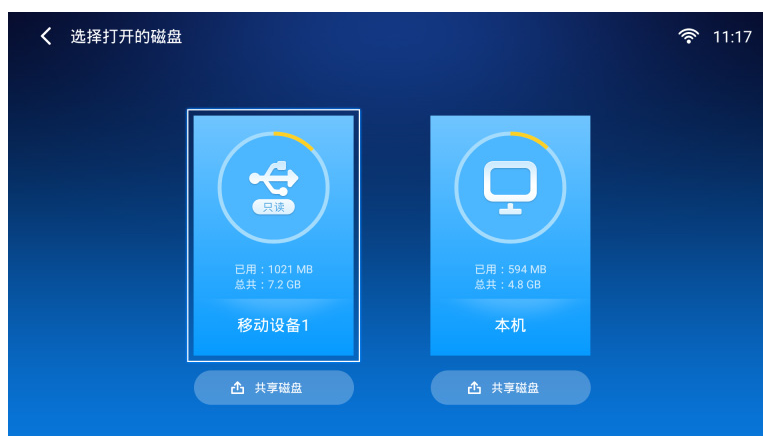 选择打开的磁盘
11:17
只读
已用：1021 MB
总共：7.2 GB
移动设备1
共享磁盘
已用：594 MB
总共：4.8 GB
本机
共享磁盘